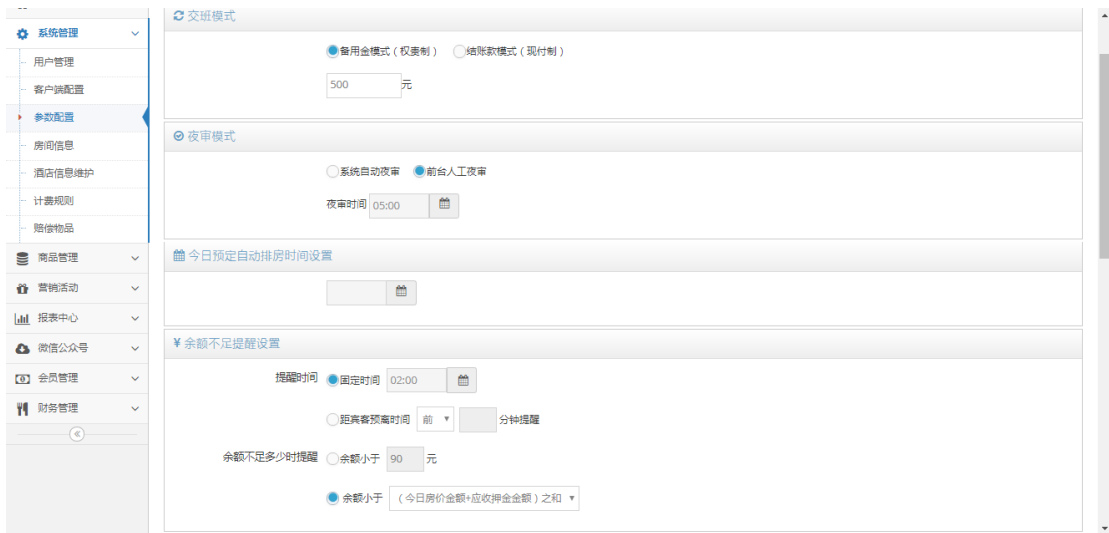 系统管理
用户管理
客户端配置
参数配置
房间信息
酒店信息维护
计费规则
赔偿物品
商品管理
营销活动
报表中心
微信公众号
会员管理
财务管理
交班模式
备用金模式（权责制） 结账款模式（现付制）
500 元
夜审模式
系统自动夜审 前台人工夜审
夜审时间 05:00
今日预定自动排房时间设置
¥ 余额不足提醒设置
提醒时间 固定时间 02:00
距宾客预离时间 前 分钟提醒
余额不足多少时提醒 余额小于 90 元
余额小于 （今日房价金额+应收押金金额）之和